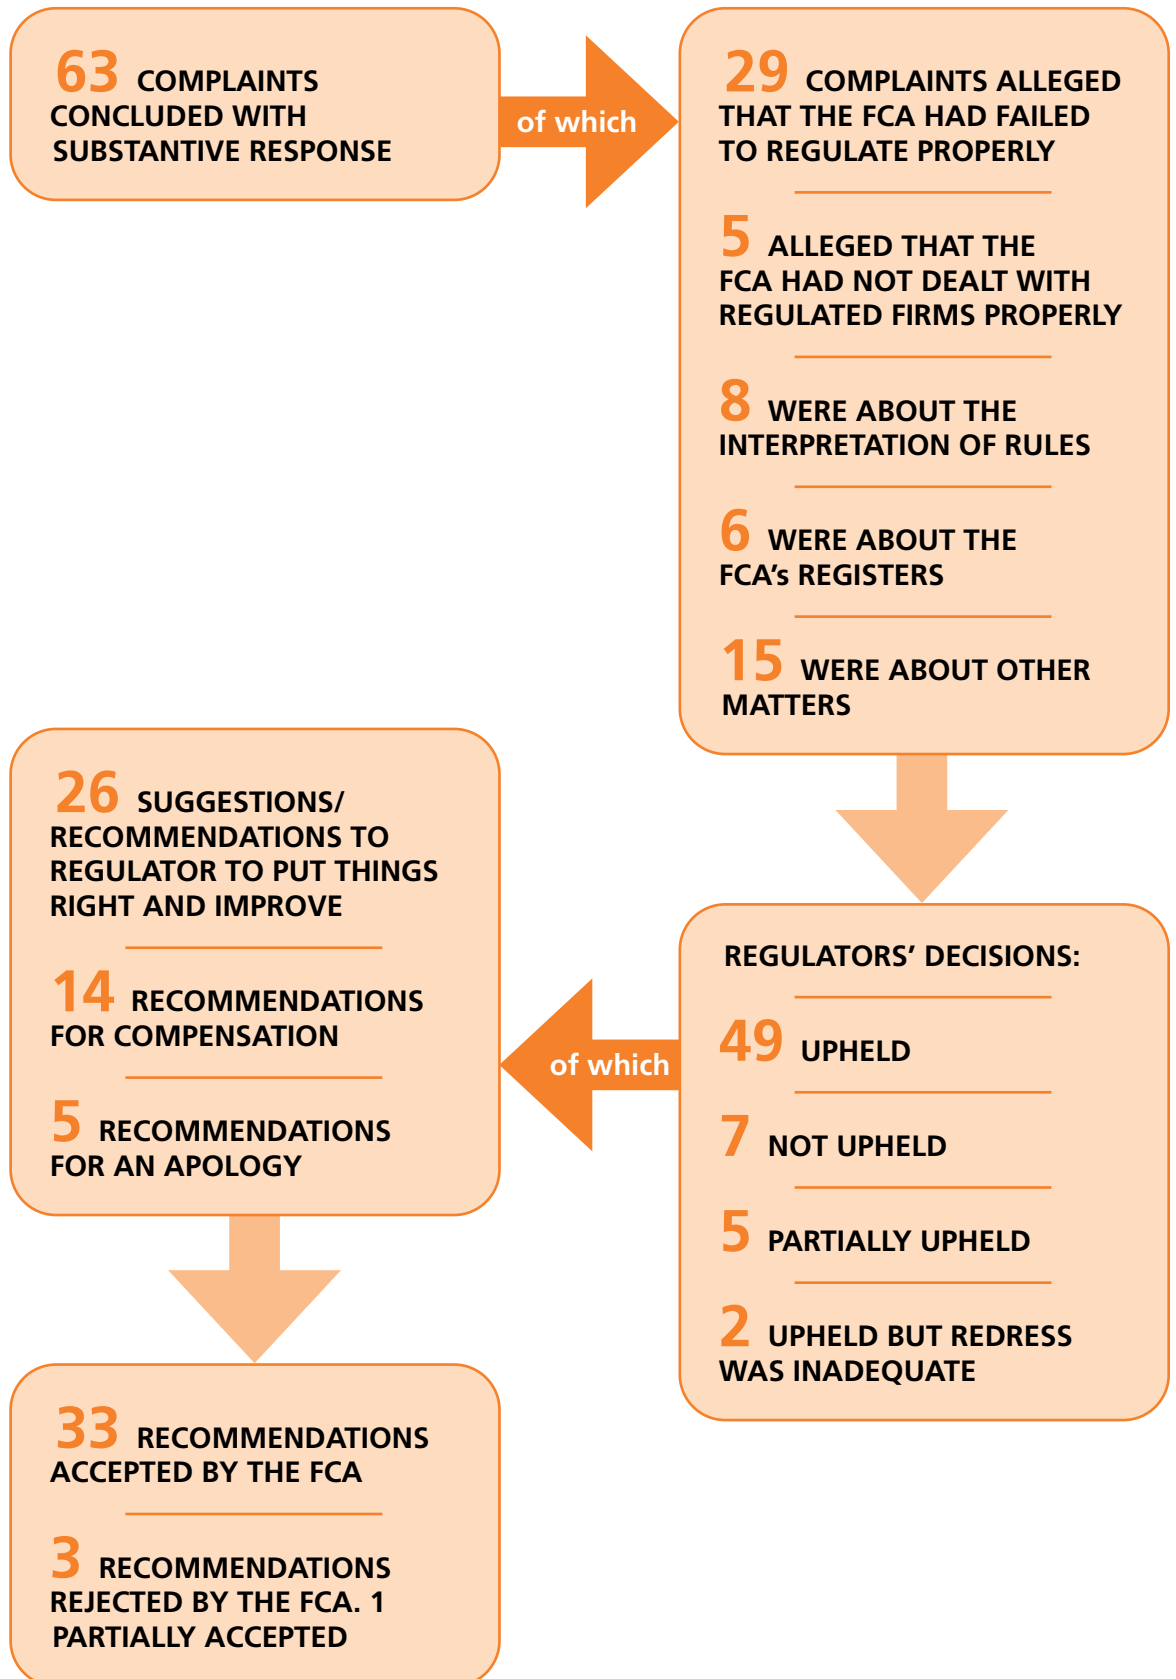 63 COMPLAINTS
CONCLUDED WITH
SUBSTANTIVE RESPONSE
of which
29 COMPLAINTS ALLEGED
THAT THE FCA HAD FAILED
TO REGULATE PROPERLY
5 ALLEGED THAT THE
FCA HAD NOT DEALT WITH
REGULATED FIRMS PROPERLY
8 WERE ABOUT THE
INTERPRETATION OF RULES
6 WERE ABOUT THE
FCA's REGISTERS
15 WERE ABOUT OTHER
MATTERS
REGULATORS’ DECISIONS:
49 UPHELD
7 NOT UPHELD
5 PARTIALLY UPHELD
2 UPHELD BUT REDRESS
WAS INADEQUATE
of which
26 SUGGESTIONS/
RECOMMENDATIONS TO
REGULATOR TO PUT THINGS
RIGHT AND IMPROVE
14 RECOMMENDATIONS
FOR COMPENSATION
5 RECOMMENDATIONS
FOR AN APOLOGY
33 RECOMMENDATIONS
ACCEPTED BY THE FCA
3 RECOMMENDATIONS
REJECTED BY THE FCA. 1
PARTIALLY ACCEPTED